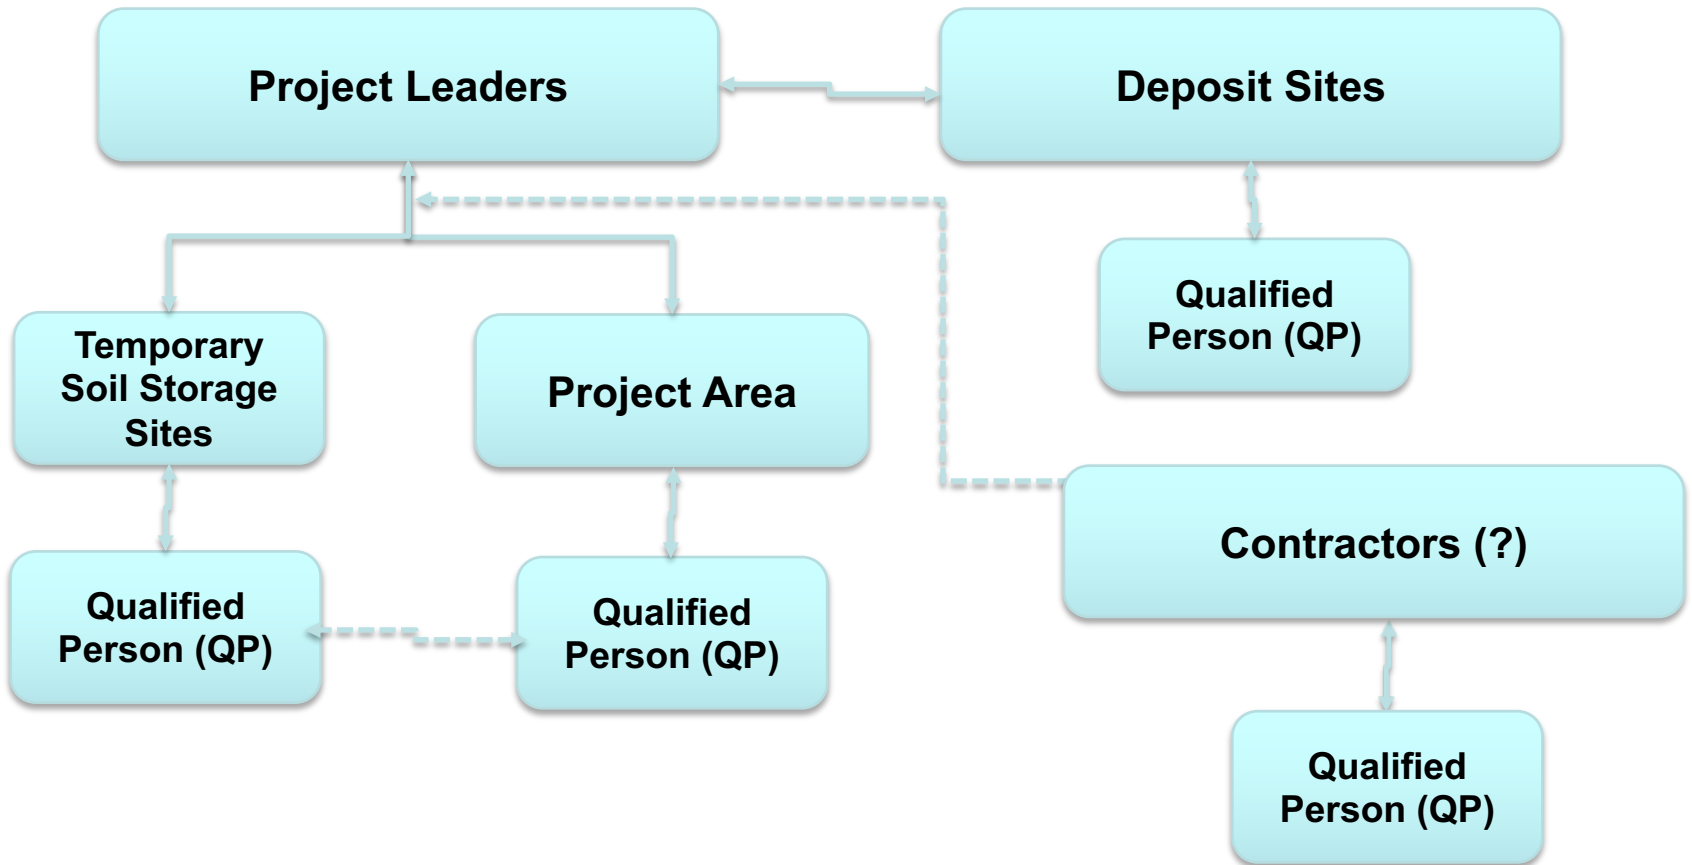 Project Leaders
Deposit Sites
Qualified
Person (QP)
Temporary
Soil Storage
Sites
Project Area
Contractors (?)
Qualified
Person (QP)
Qualified
Person (QP)
Qualified
Person (QP)